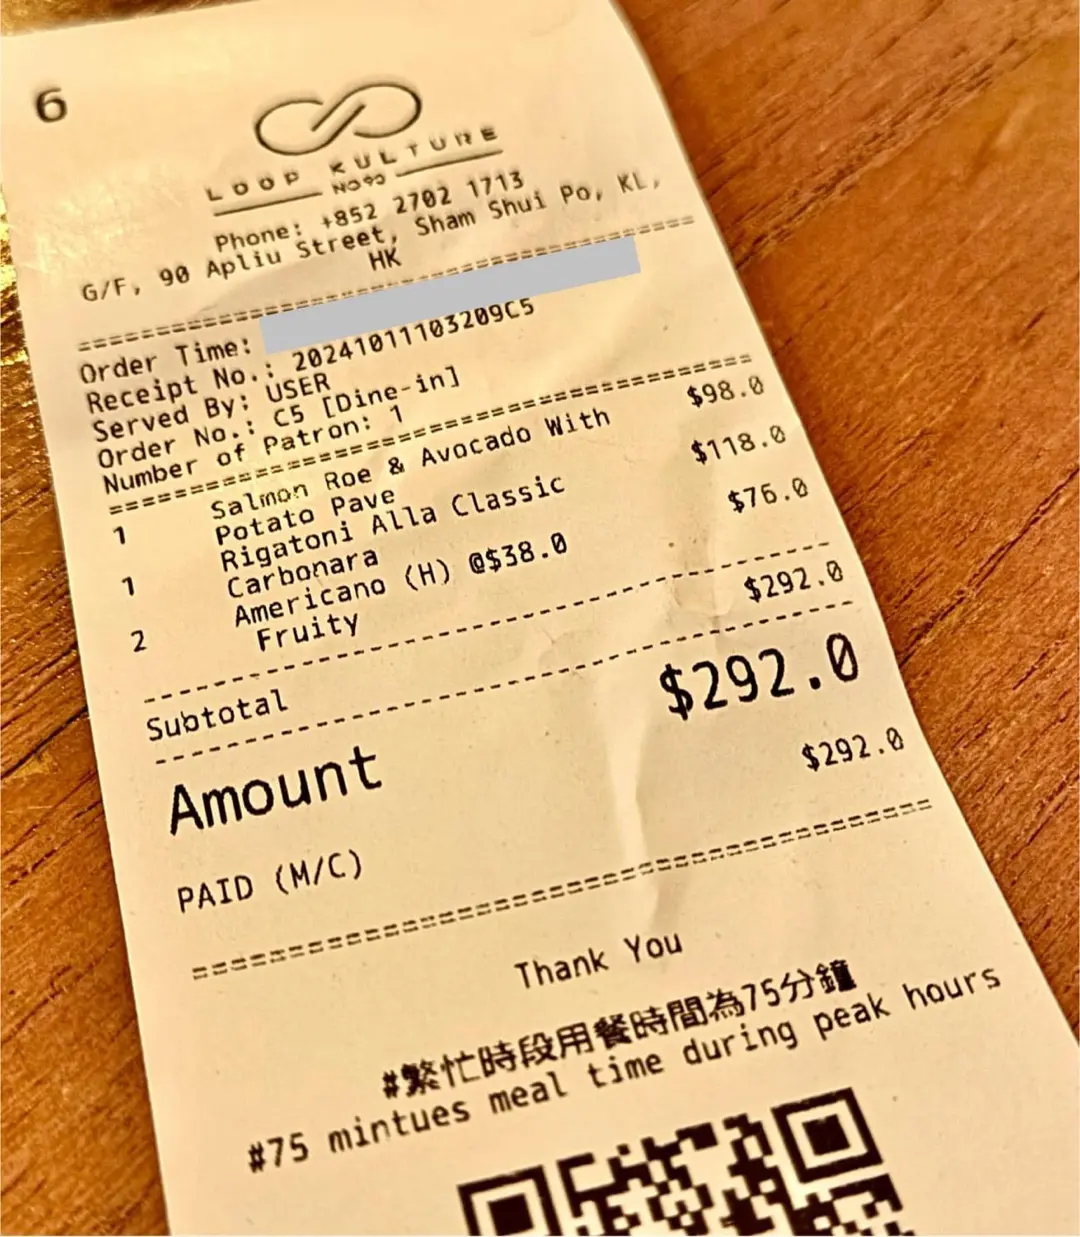 6
LOOP KULTURE
NO90
Phone: +852 2702 1713
G/F, 90 Apliu Street, Sham Shui Po, KL,
HK
================================
Order Time:
Receipt No.: 20241011103209C5
Served By: USER
Order No.: C5 [Dine-in]
Number of Patron: 1
================================
1 Salmon Roe & Avocado With $98.0
Potato Pave
1 Rigatoni Alla Classic $118.0
Carbonara
2 Americano (H) @$38.0 $76.0
Fruity
Subtotal $292.0
Amount $292.0
PAID (M/C) $292.0
================================
Thank You
#繁忙時段用餐時間為75分鐘
#75 mintues meal time during peak hours